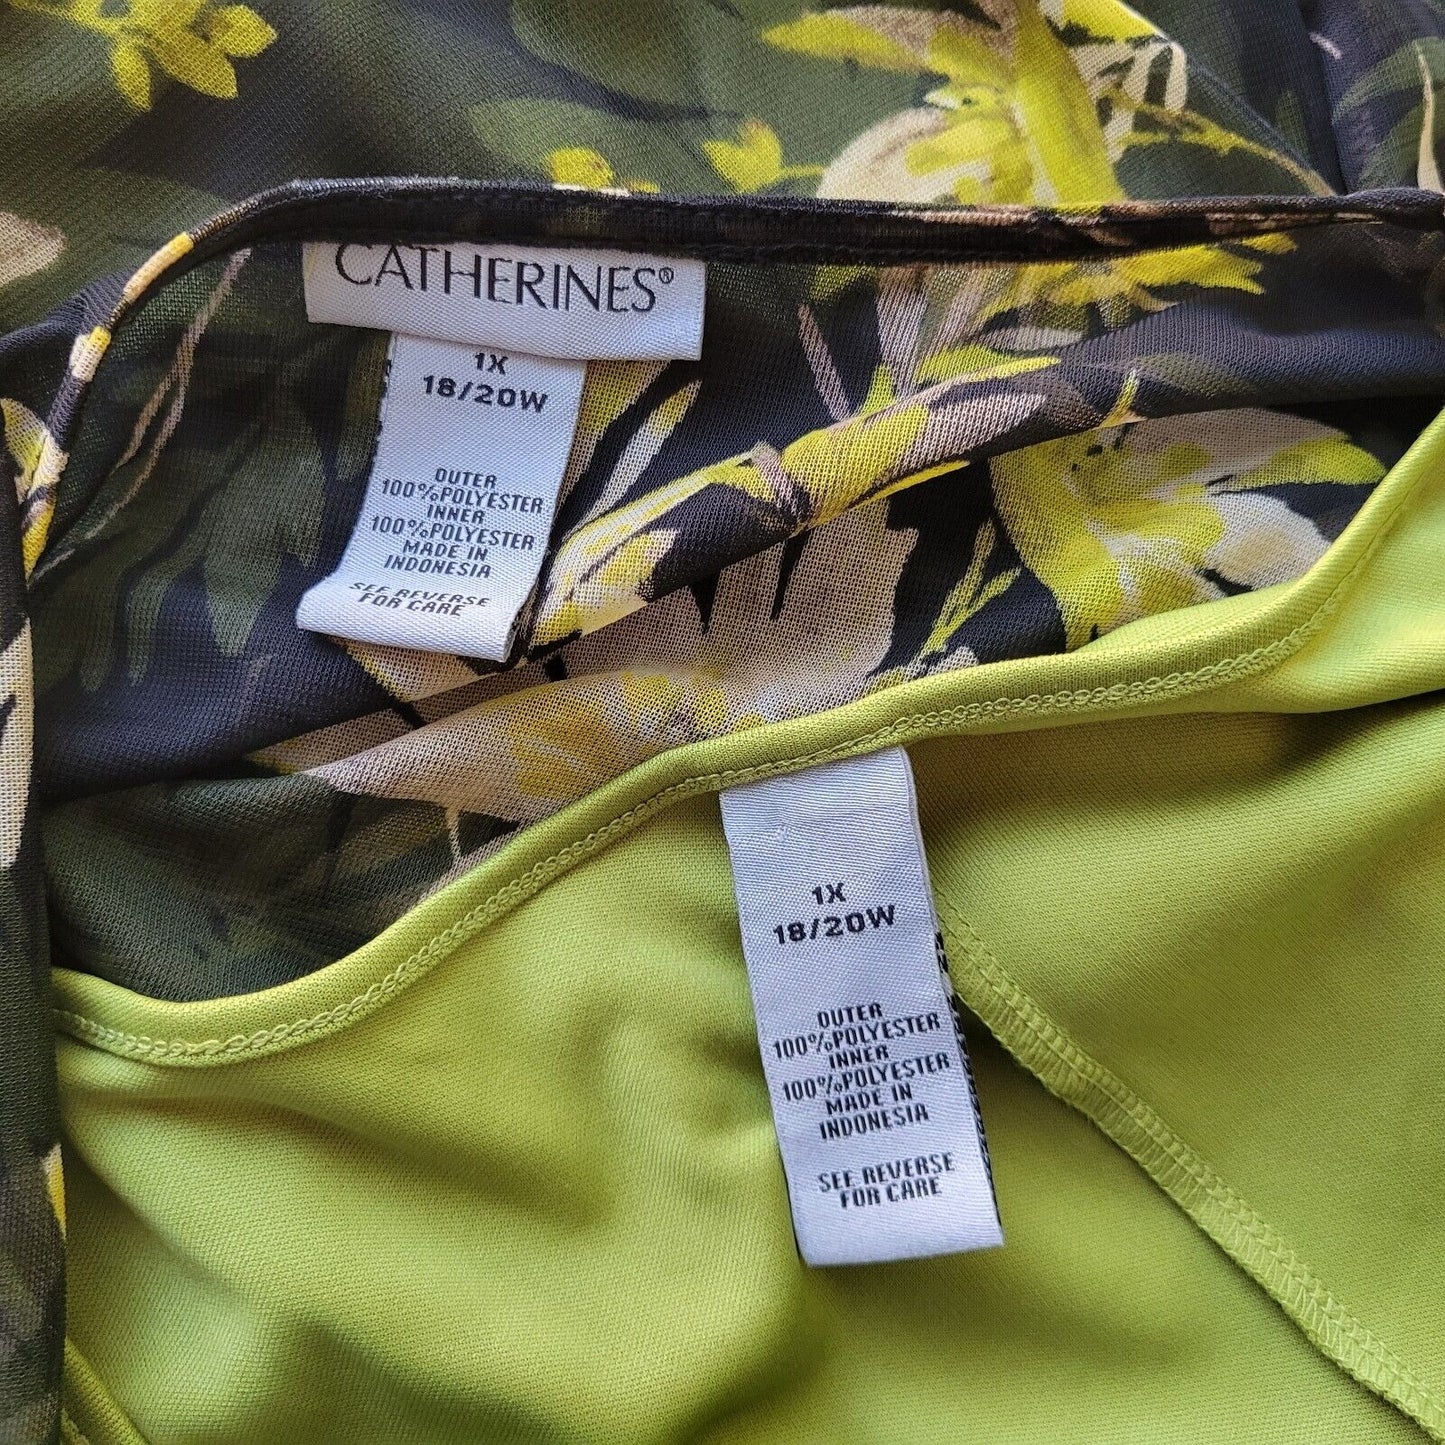 CATHERINES®
1X
18/20W
OUTER
100%POLYESTER
INNER
100%POLYESTER
MADE IN
INDONESIA
SEE REVERSE
FOR CARE
1X
18/20W
OUTER
100%POLYESTER
INNER
100%POLYESTER
MADE IN
INDONESIA
SEE REVERSE
FOR CARE